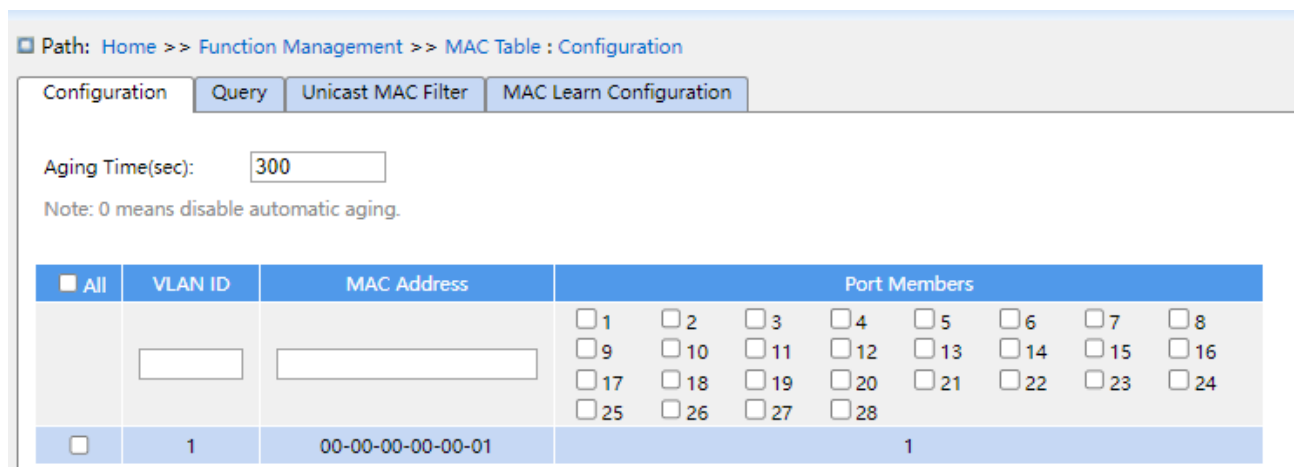 Path: Home >> Function Management >> MAC Table : Configuration
Configuration Query Unicast MAC Filter MAC Learn Configuration
Aging Time(sec): 300
Note: 0 means disable automatic aging.
All VLAN ID MAC Address Port Members
1 2 3 4 5 6 7 8
9 10 11 12 13 14 15 16
17 18 19 20 21 22 23 24
25 26 27 28
1 00-00-00-00-00-01 1